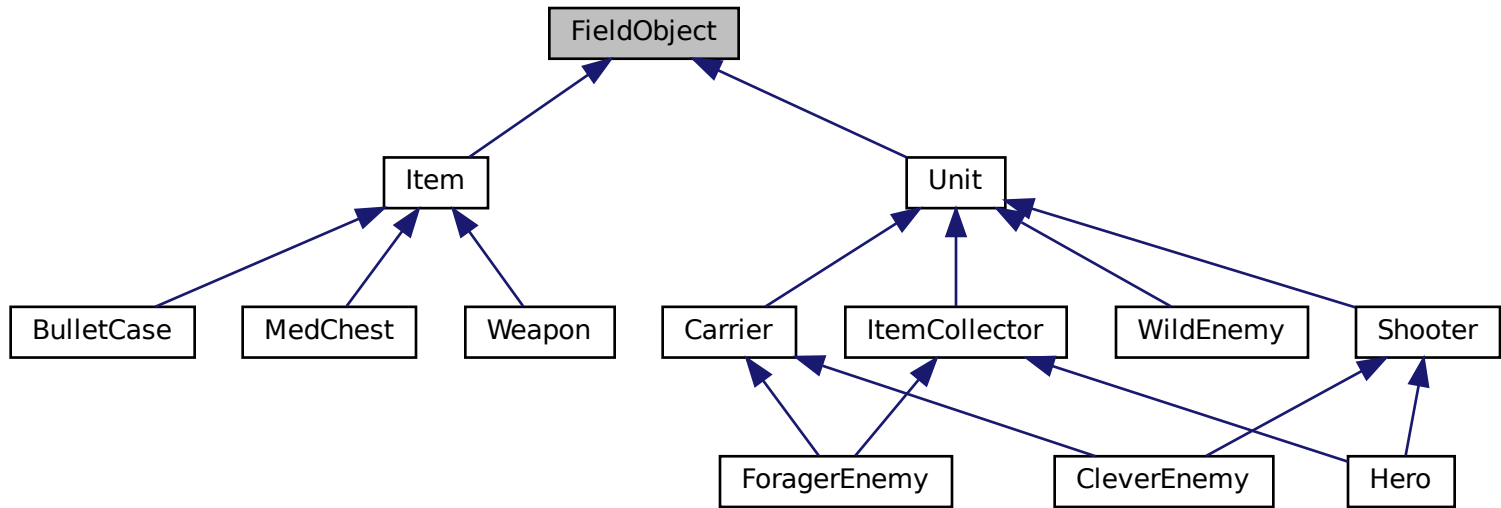 FieldObject
Item
Unit
BulletCase
MedChest
Weapon
Carrier
ItemCollector
WildEnemy
Shooter
ForagerEnemy
CleverEnemy
Hero